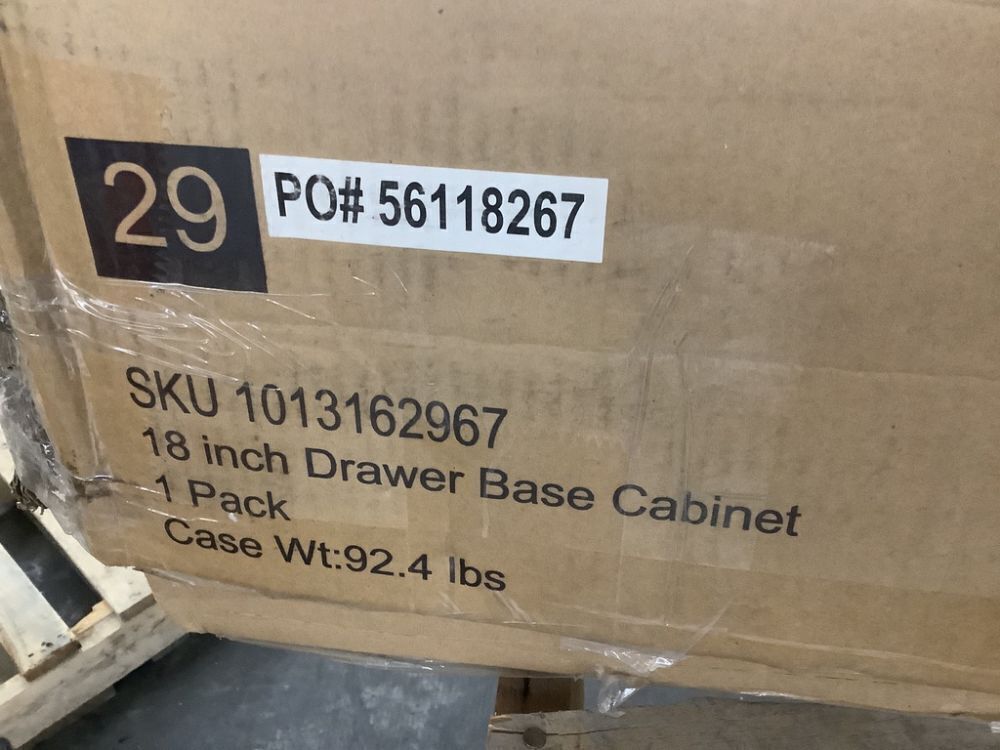 29
PO# 56118267
SKU 1013162967
18 inch Drawer Base Cabinet
1 Pack
Case Wt:92.4 lbs